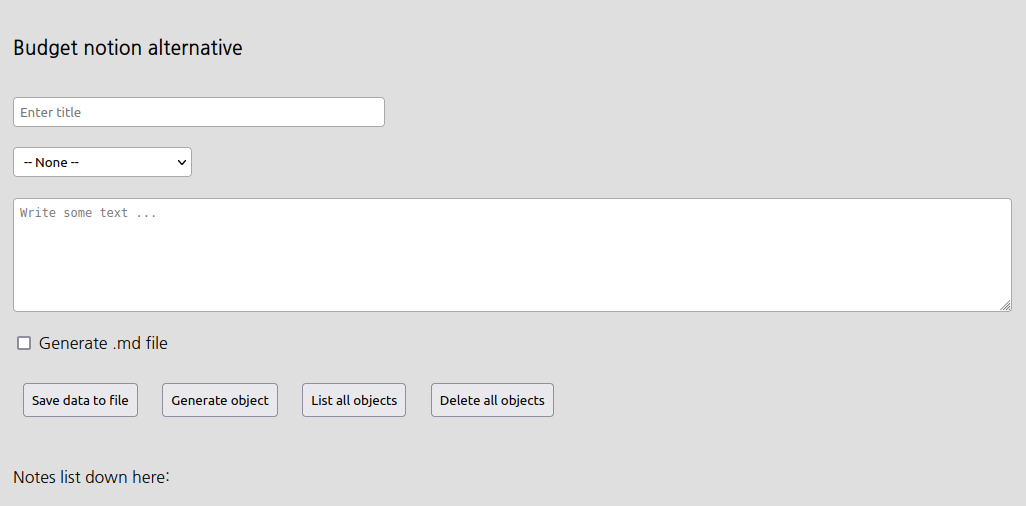 Budget notion alternative
Enter title
-- None --
Write some text ...
Generate .md file
Save data to file Generate object List all objects Delete all objects
Notes list down here: